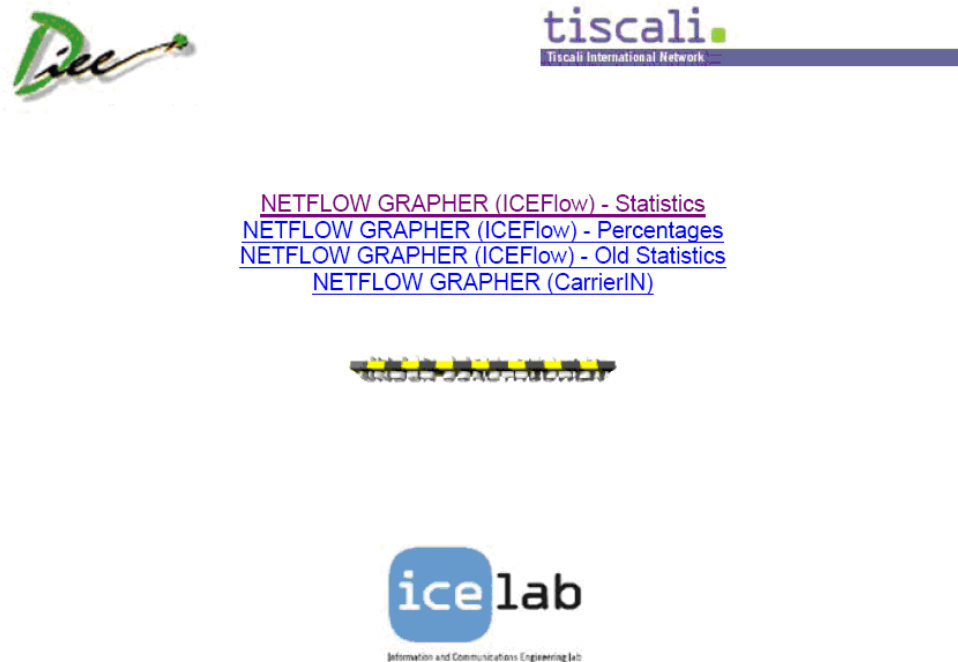 Diee
tiscali.
Tiscali International Network
NETFLOW GRAPHER (ICEFlow) - Statistics
NETFLOW GRAPHER (ICEFlow) - Percentages
NETFLOW GRAPHER (ICEFlow) - Old Statistics
NETFLOW GRAPHER (CarrierIN)
ice lab
Information and Communications Engineering lab